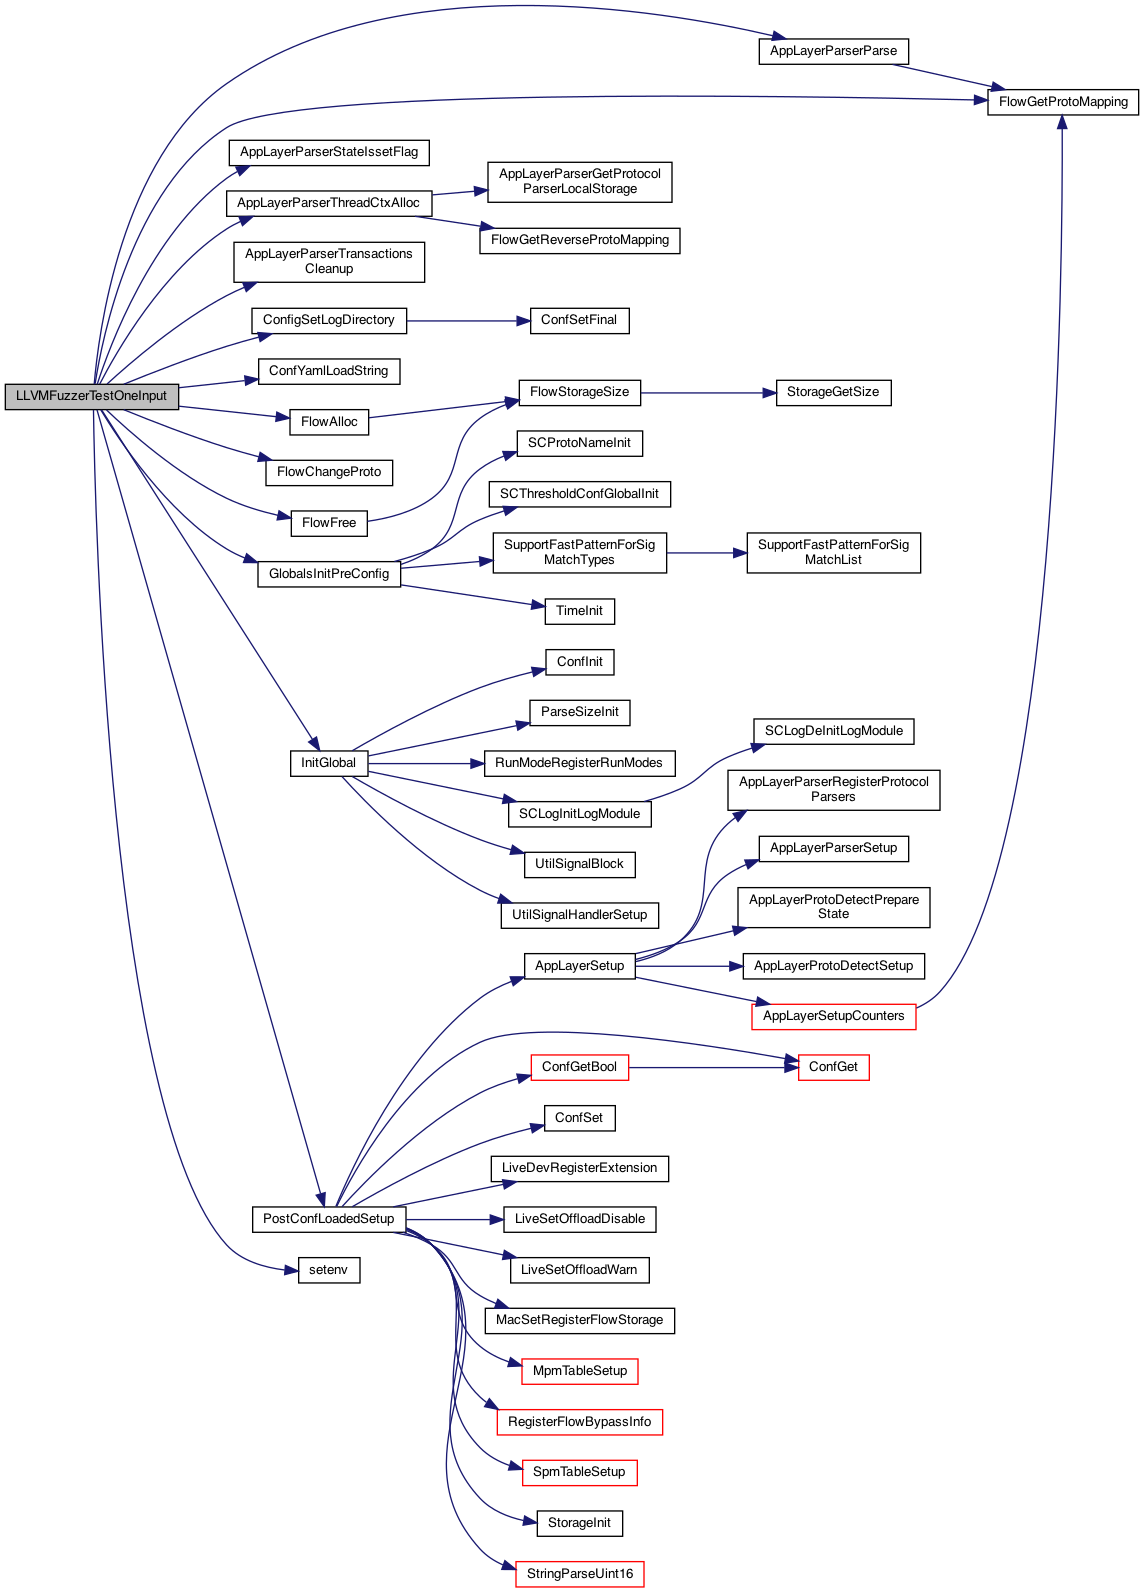 AppLayerParserParse
FlowGetProtoMapping
AppLayerParserStateIssetFlag
AppLayerParserGetProtocol
ParserLocalStorage
AppLayerParserThreadCtxAlloc
FlowGetReverseProtoMapping
AppLayerParserTransactions
Cleanup
ConfigSetLogDirectory
ConfSetFinal
ConfYamlLoadString
LLVMFuzzerTestOneInput
FlowStorageSize
StorageGetSize
FlowAlloc
SCProtoNameInit
FlowChangeProto
SCThresholdConfGlobalInit
FlowFree
SupportFastPatternForSig
MatchTypes
SupportFastPatternForSig
MatchList
GlobalsInitPreConfig
TimeInit
ConfInit
ParseSizeInit
SCLogDeInitLogModule
InitGlobal
RunModeRegisterRunModes
AppLayerParserRegisterProtocol
Parsers
SCLogInitLogModule
AppLayerParserSetup
UtilSignalBlock
AppLayerProtoDetectPrepare
State
UtilSignalHandlerSetup
AppLayerSetup
AppLayerProtoDetectSetup
AppLayerSetupCounters
ConfGetBool
ConfGet
ConfSet
LiveDevRegisterExtension
PostConfLoadedSetup
LiveSetOffloadDisable
setenv
LiveSetOffloadWarn
MacSetRegisterFlowStorage
MpmTableSetup
RegisterFlowBypassInfo
SpmTableSetup
StorageInit
StringParseUint16